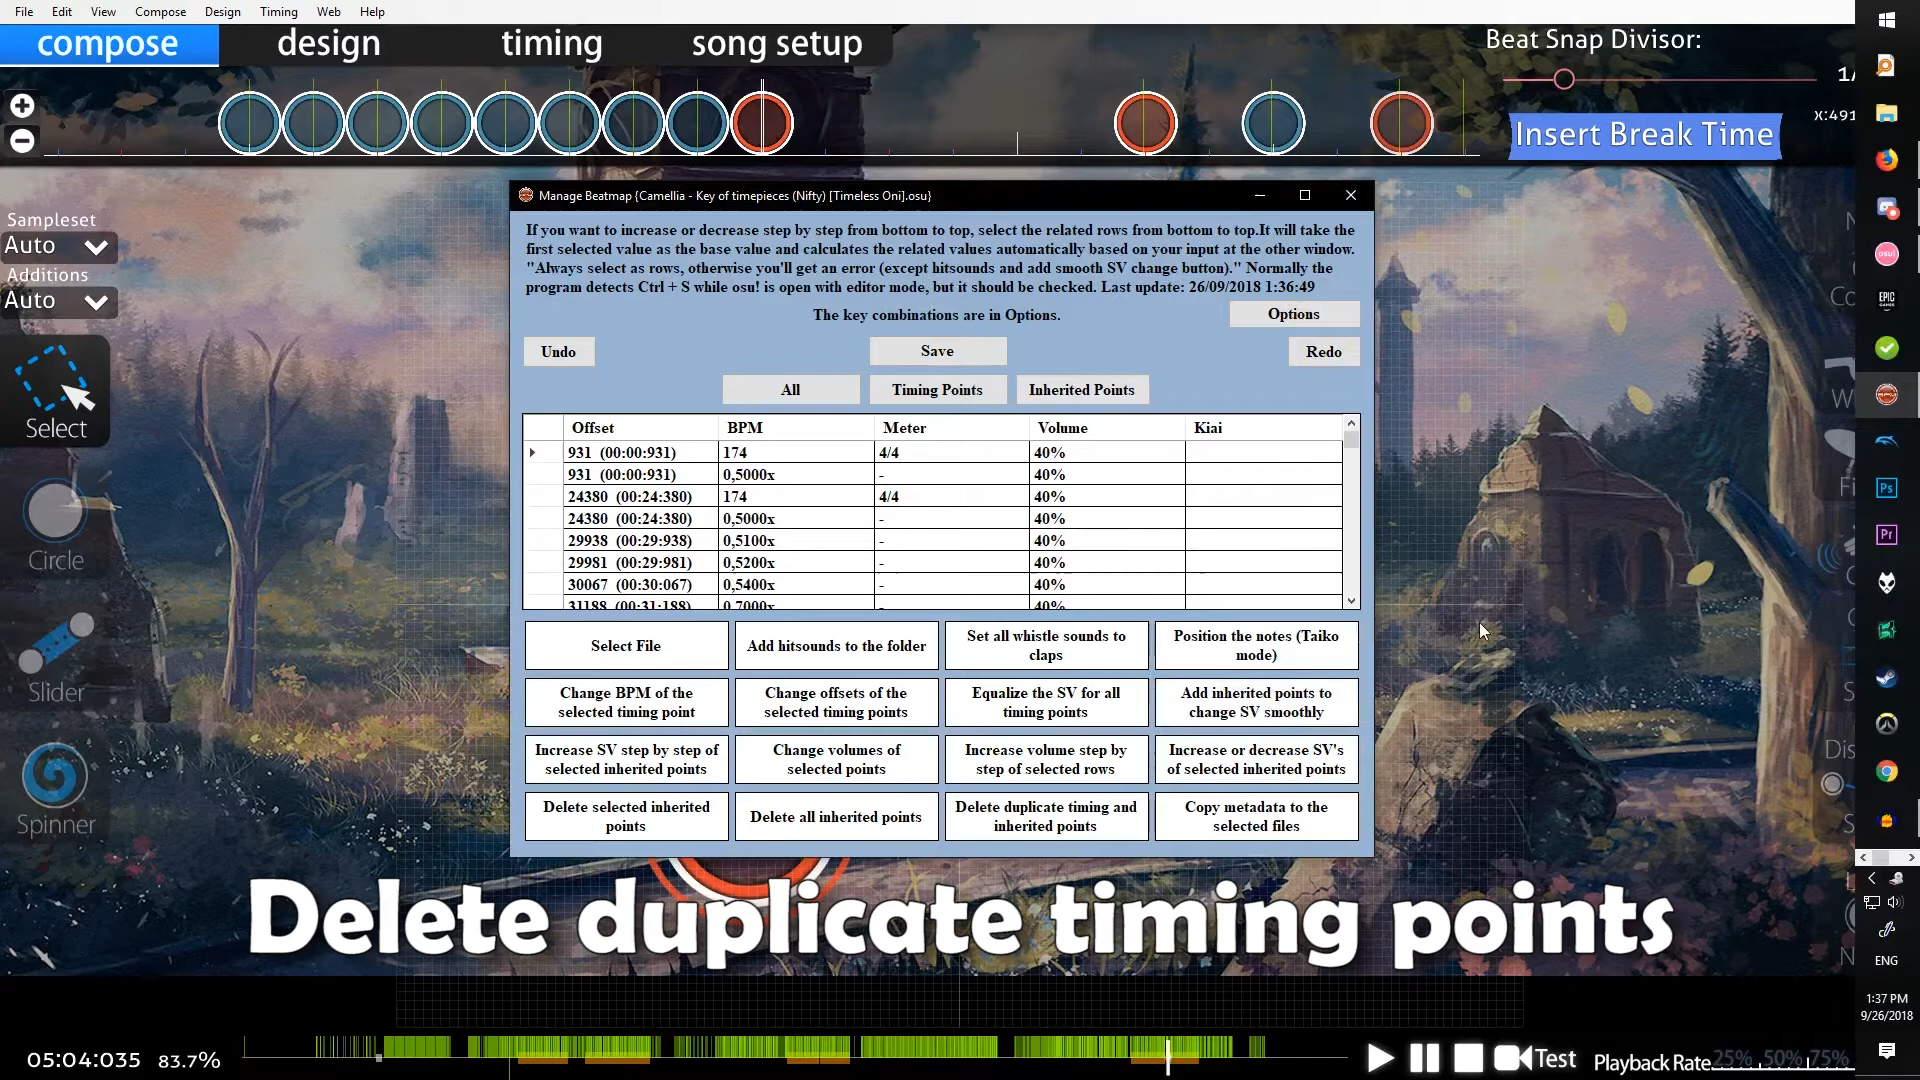 File Edit View Compose Design Timing Web Help
compose design timing song setup
Beat Snap Divisor:
1/
X:491
Insert Break Time
Sampleset
Auto
Additions
Auto
Select
Circle
Slider
Spinner
Manage Beatmap {Camellia - Key of timepieces (Nifty) [Timeless Oni].osu}
If you want to increase or decrease step by step from bottom to top, select the related rows from bottom to top.It will take the
first selected value as the base value and calculates the related values automatically based on your input at the other window.
"Always select as rows, otherwise you'll get an error (except hitsounds and add smooth SV change button)." Normally the
program detects Ctrl + S while osu! is open with editor mode, but it should be checked. Last update: 26/09/2018 1:36:49
The key combinations are in Options.
Options
Undo Save Redo
All Timing Points Inherited Points
Offset BPM Meter Volume Kiai
931 (00:00:931) 174 4/4 40%
931 (00:00:931) 0,5000x - 40%
24380 (00:24:380) 174 4/4 40%
24380 (00:24:380) 0,5000x - 40%
29938 (00:29:938) 0,5100x - 40%
29981 (00:29:981) 0,5200x - 40%
30067 (00:30:067) 0,5400x - 40%
31188 (00:31:188) 0,7000x - 40%
Select File
Add hitsounds to the folder
Set all whistle sounds to
claps
Position the notes (Taiko
mode)
Change BPM of the
selected timing point
Change offsets of the
selected timing points
Equalize the SV for all
timing points
Add inherited points to
change SV smoothly
Increase SV step by step of
selected inherited points
Change volumes of
selected points
Increase volume step by
step of selected rows
Increase or decrease SV's
of selected inherited points
Delete selected inherited
points
Delete all inherited points
Delete duplicate timing and
inherited points
Copy metadata to the
selected files
Delete duplicate timing points
05:04:035 83.7%
Test
Playback Rate
25% 50% 75%
osu!
EPIC
GAMES
Ps
Pr
ENG
1:37 PM
9/26/2018